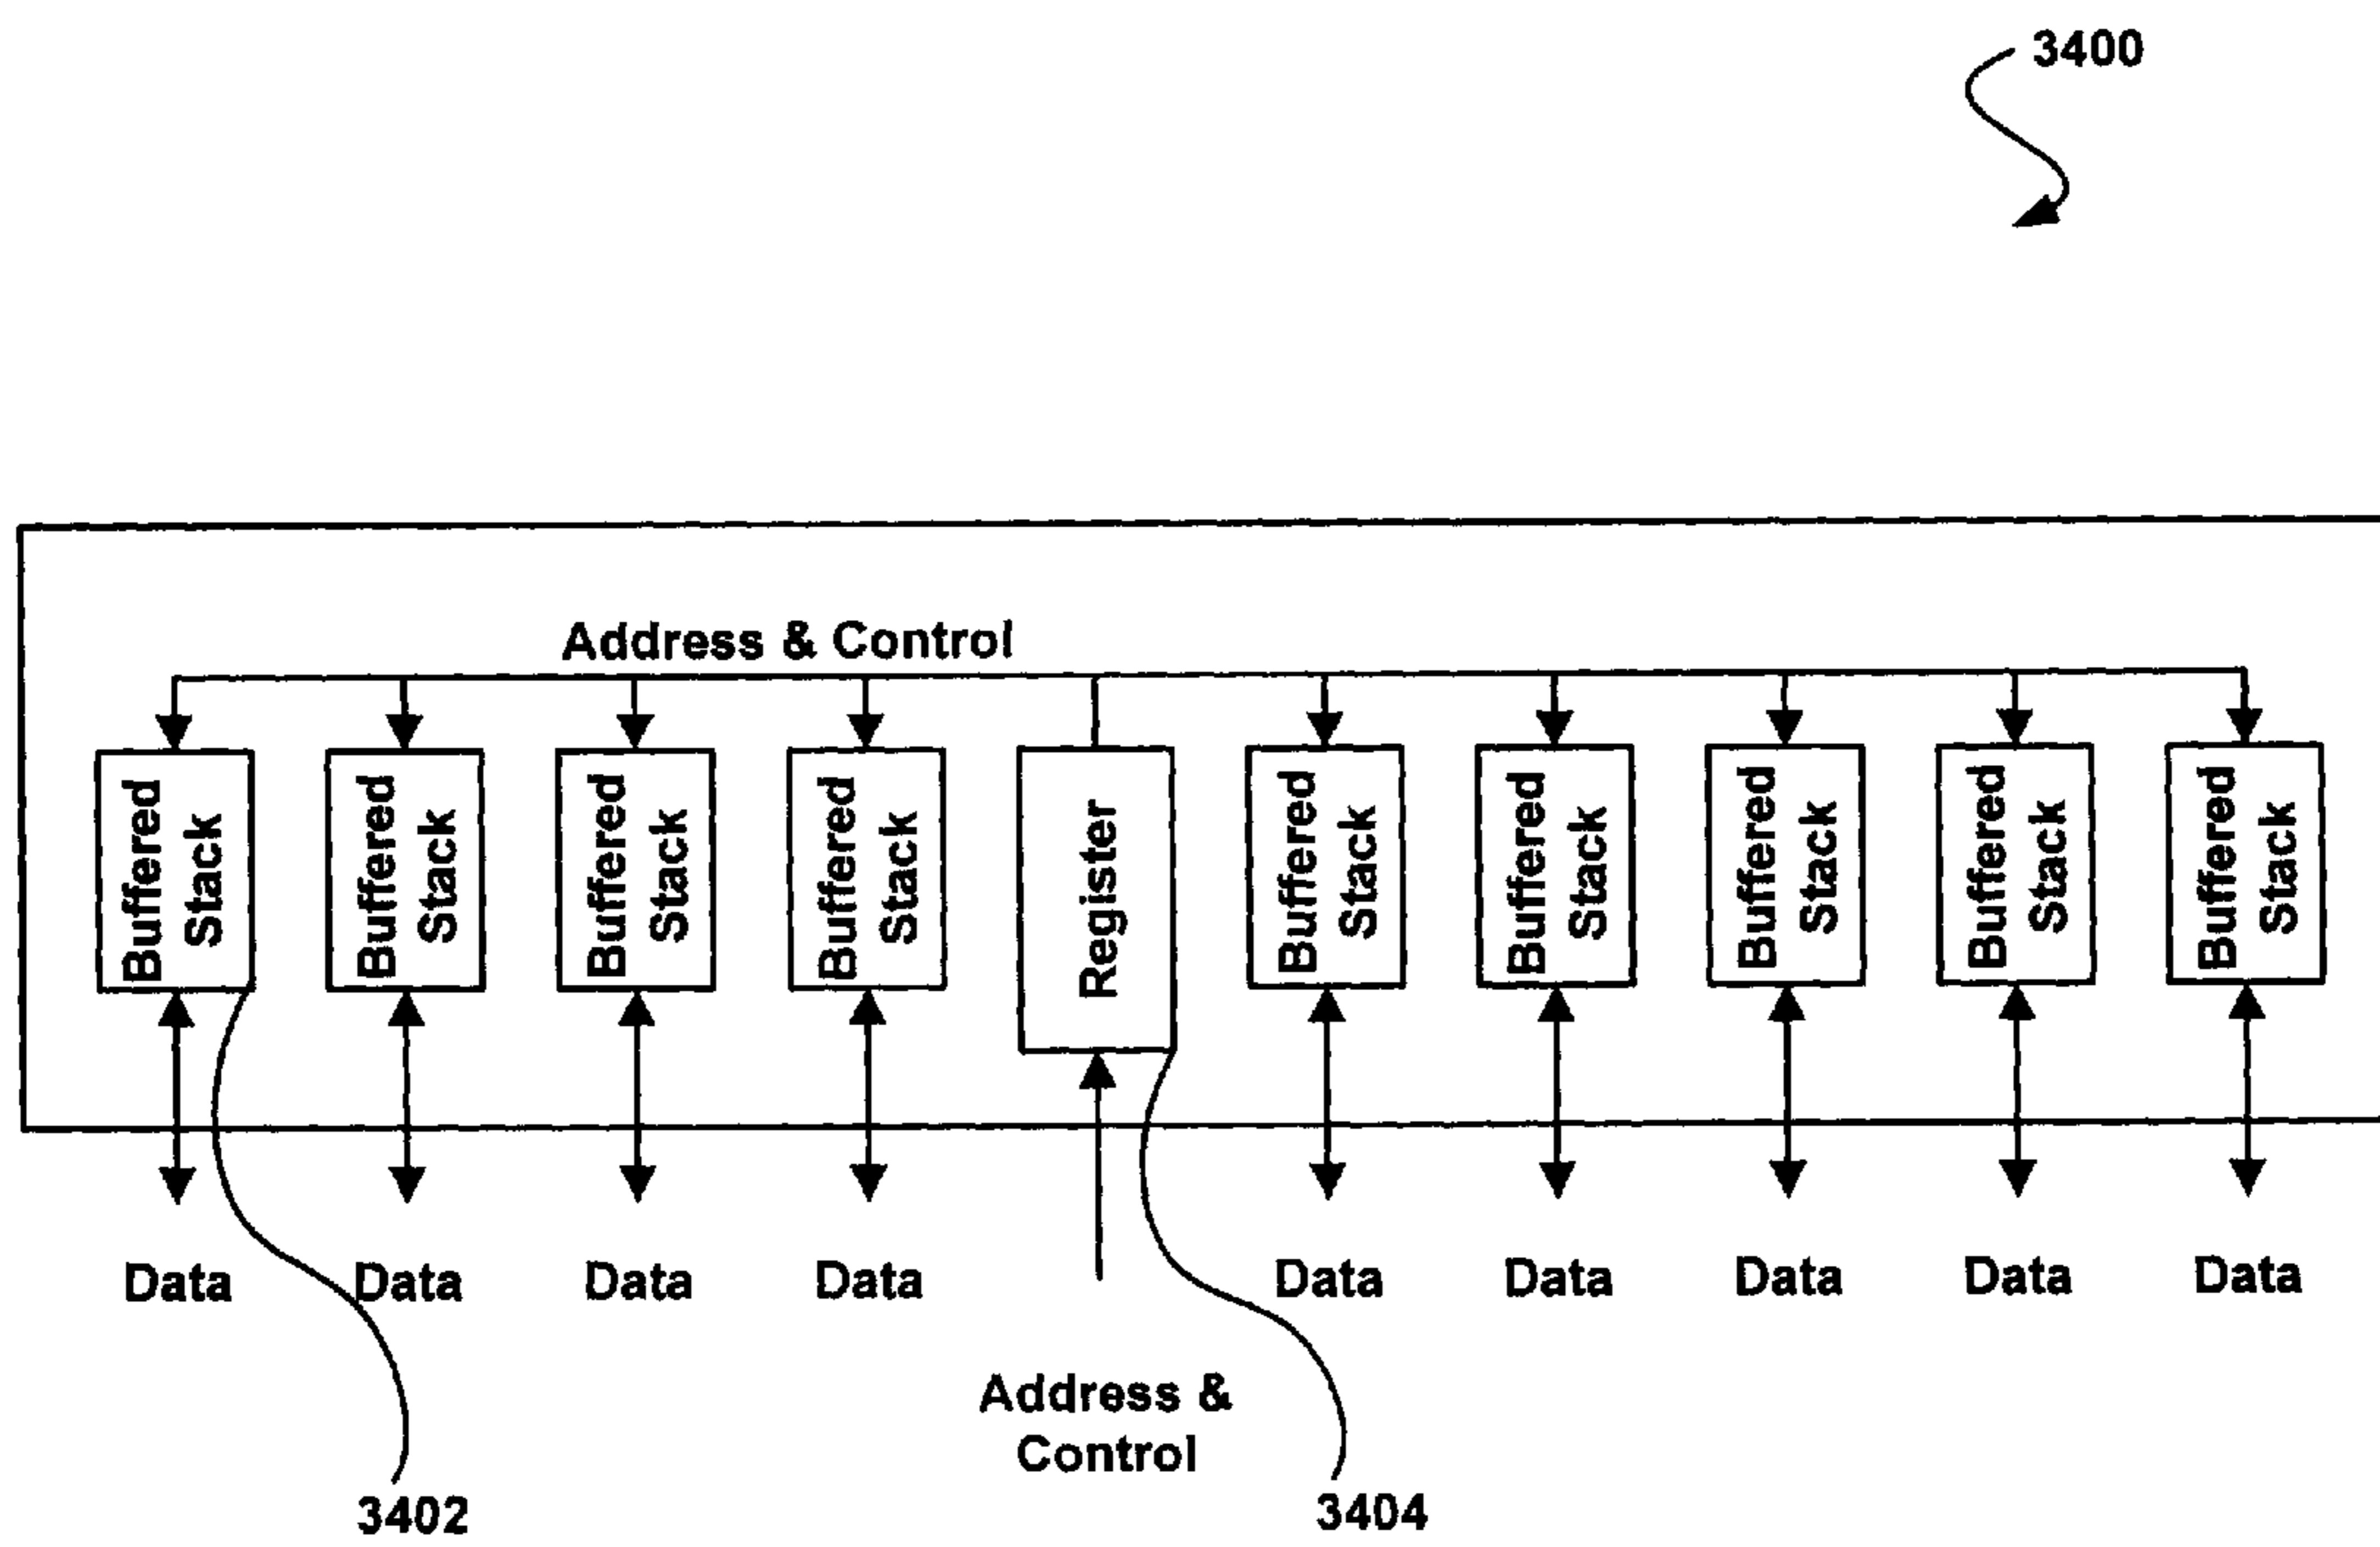 3400
Address & Control
Buffered
Stack
Buffered
Stack
Buffered
Stack
Buffered
Stack
Register
Buffered
Stack
Buffered
Stack
Buffered
Stack
Buffered
Stack
Buffered
Stack
Data
Data
Data
Data
Data
Data
Data
Data
Data
Address &
Control
3402
3404